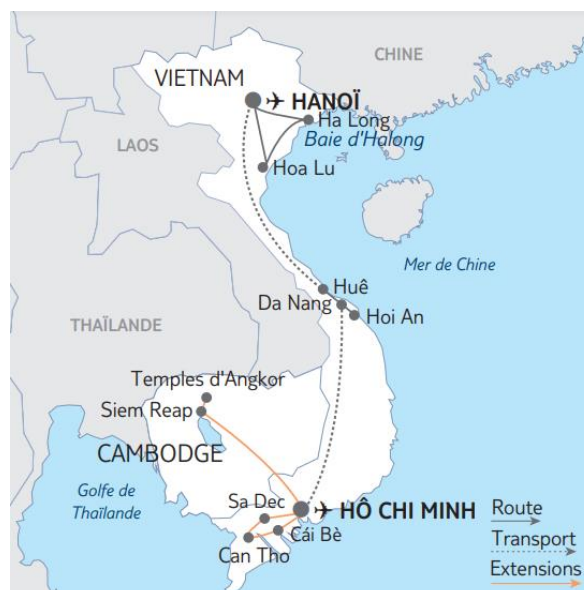 CHINE
VIETNAM
HANOÏ
Ha Long
Baie d'Halong
LAOS
Hoa Lu
Mer de Chine
Huê
Da Nang
Hoi An
THAÏLANDE
Temples d'Angkor
Siem Reap
CAMBODGE
Golfe de
Thaïlande
Sa Dec
HÔ CHI MINH
Cái Bè
Can Tho
Route
Transport
Extensions